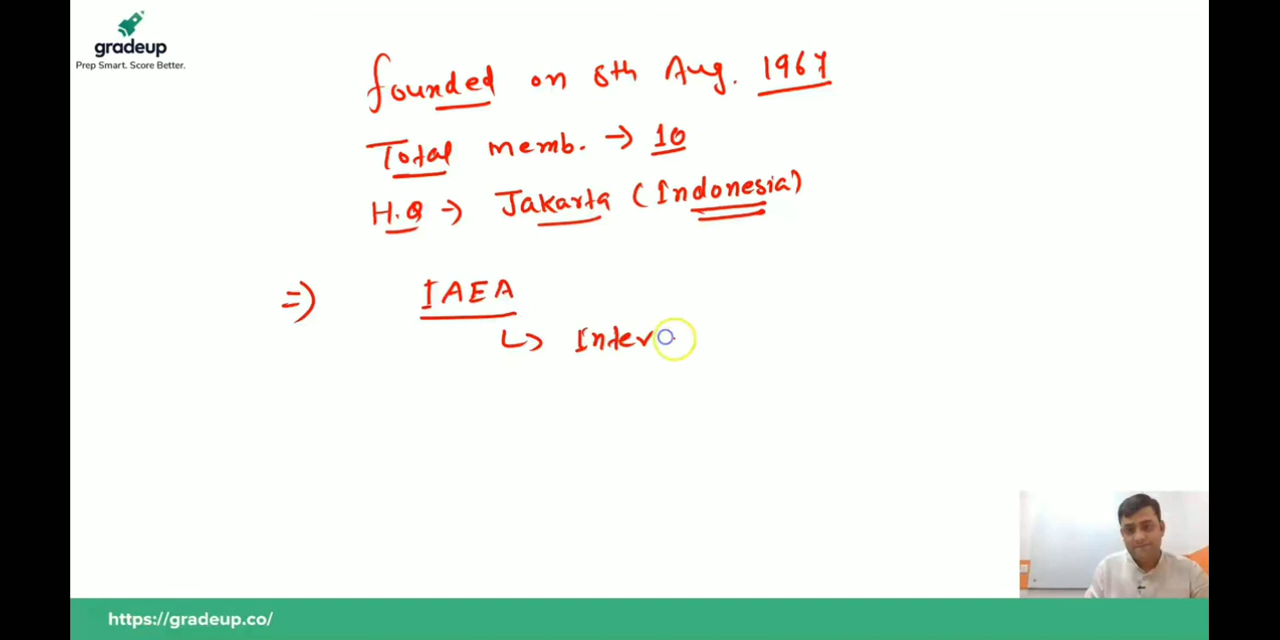 gradeup
Prep Smart. Score Better.
founded on 8th Aug. 1967
Total memb. → 10
H.Q → Jakarta (Indonesia)
⇒ IAEA
↳ Inter
https://gradeup.co/